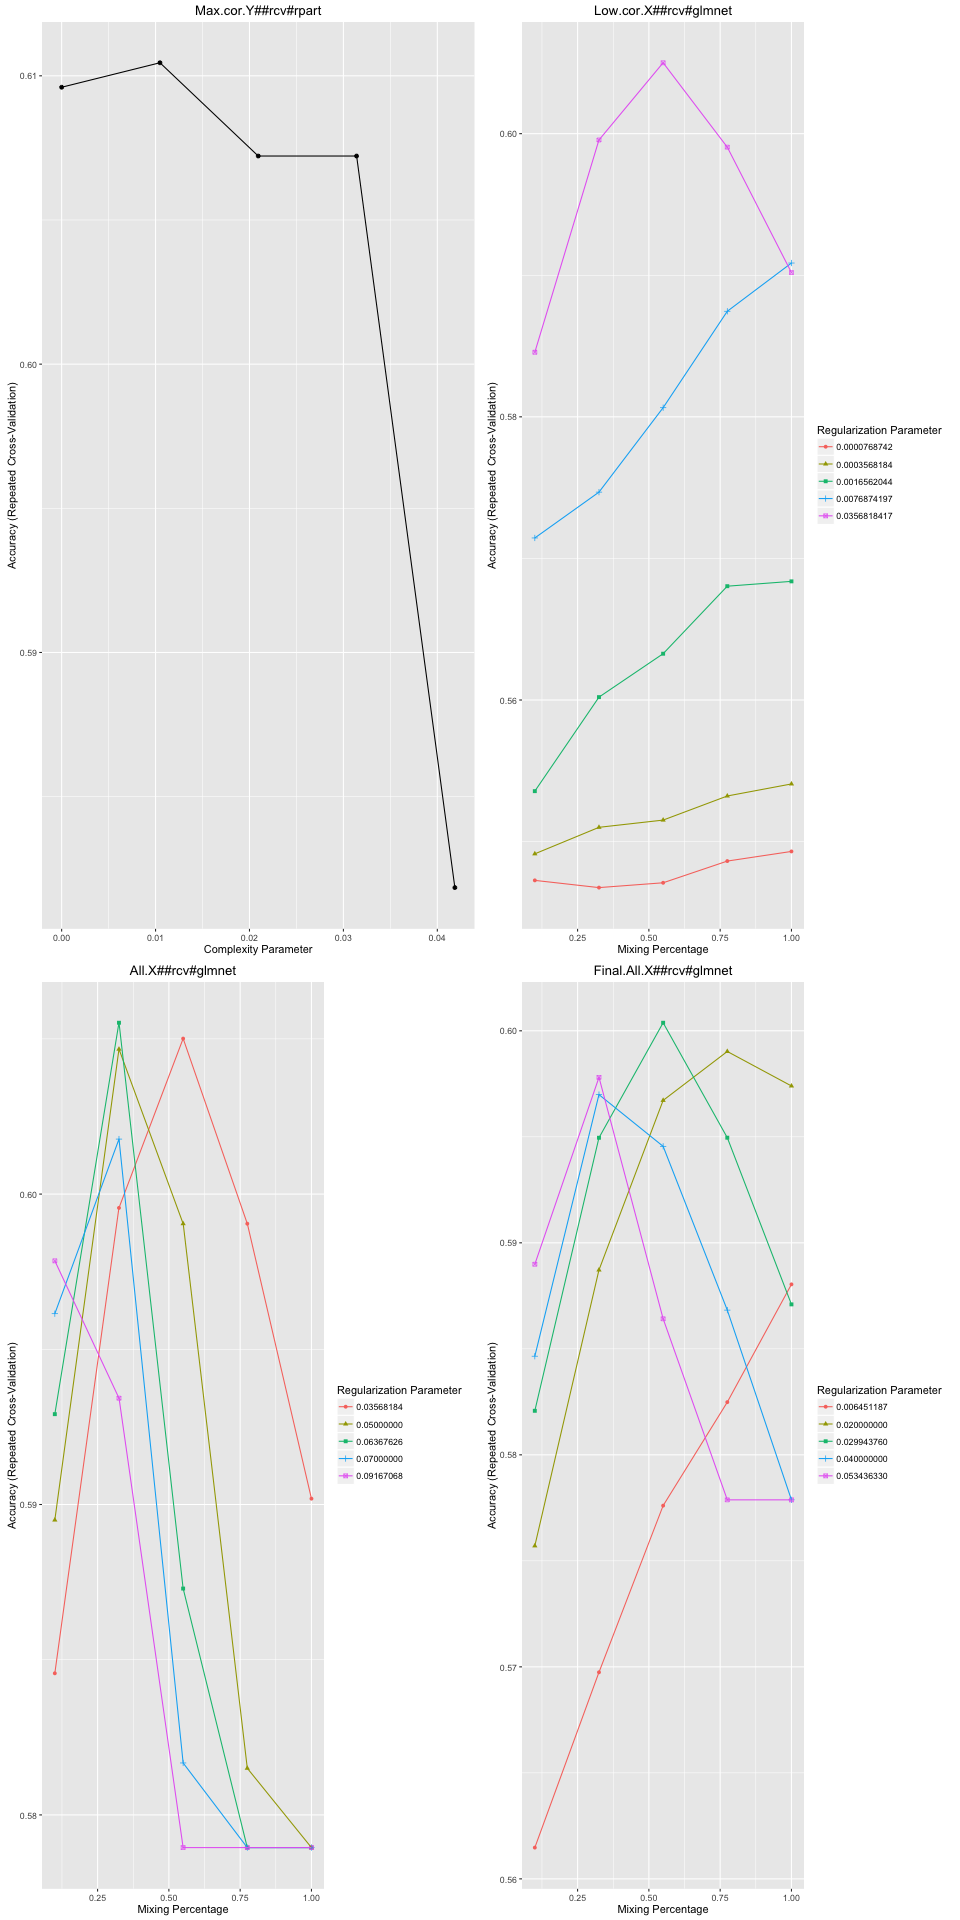 Max.cor.Y##rcv#rpart
0.61
0.60
0.59
Accuracy (Repeated Cross-Validation)
0.00 0.01 0.02 0.03 0.04
Complexity Parameter
Low.cor.X##rcv#glmnet
0.60
0.58
0.56
Accuracy (Repeated Cross-Validation)
0.25 0.50 0.75 1.00
Mixing Percentage
Regularization Parameter
0.0000768742
0.0003568184
0.0016562044
0.0076874197
0.0356818417
All.X##rcv#glmnet
0.60
0.59
0.58
Accuracy (Repeated Cross-Validation)
0.25 0.50 0.75 1.00
Mixing Percentage
Regularization Parameter
0.03568184
0.05000000
0.06367626
0.07000000
0.09167068
Final.All.X##rcv#glmnet
0.60
0.59
0.58
0.57
0.56
Accuracy (Repeated Cross-Validation)
0.25 0.50 0.75 1.00
Mixing Percentage
Regularization Parameter
0.006451187
0.020000000
0.029943760
0.040000000
0.053436330